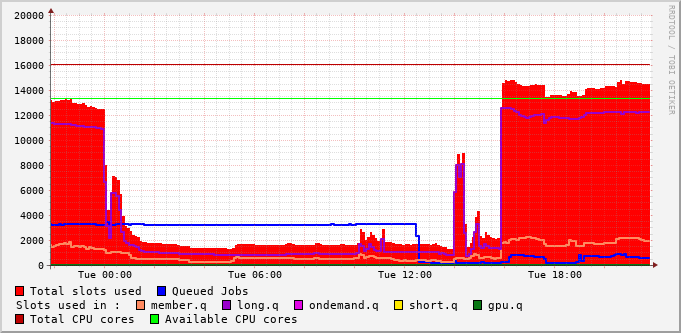 20000
18000
16000
14000
12000
10000
8000
6000
4000
2000
0
Tue 00:00 Tue 06:00 Tue 12:00 Tue 18:00
Total slots used Queued Jobs
Slots used in : member.q long.q ondemand.q short.q gpu.q
Total CPU cores Available CPU cores
RRDTOOL / TOBI OETIKER